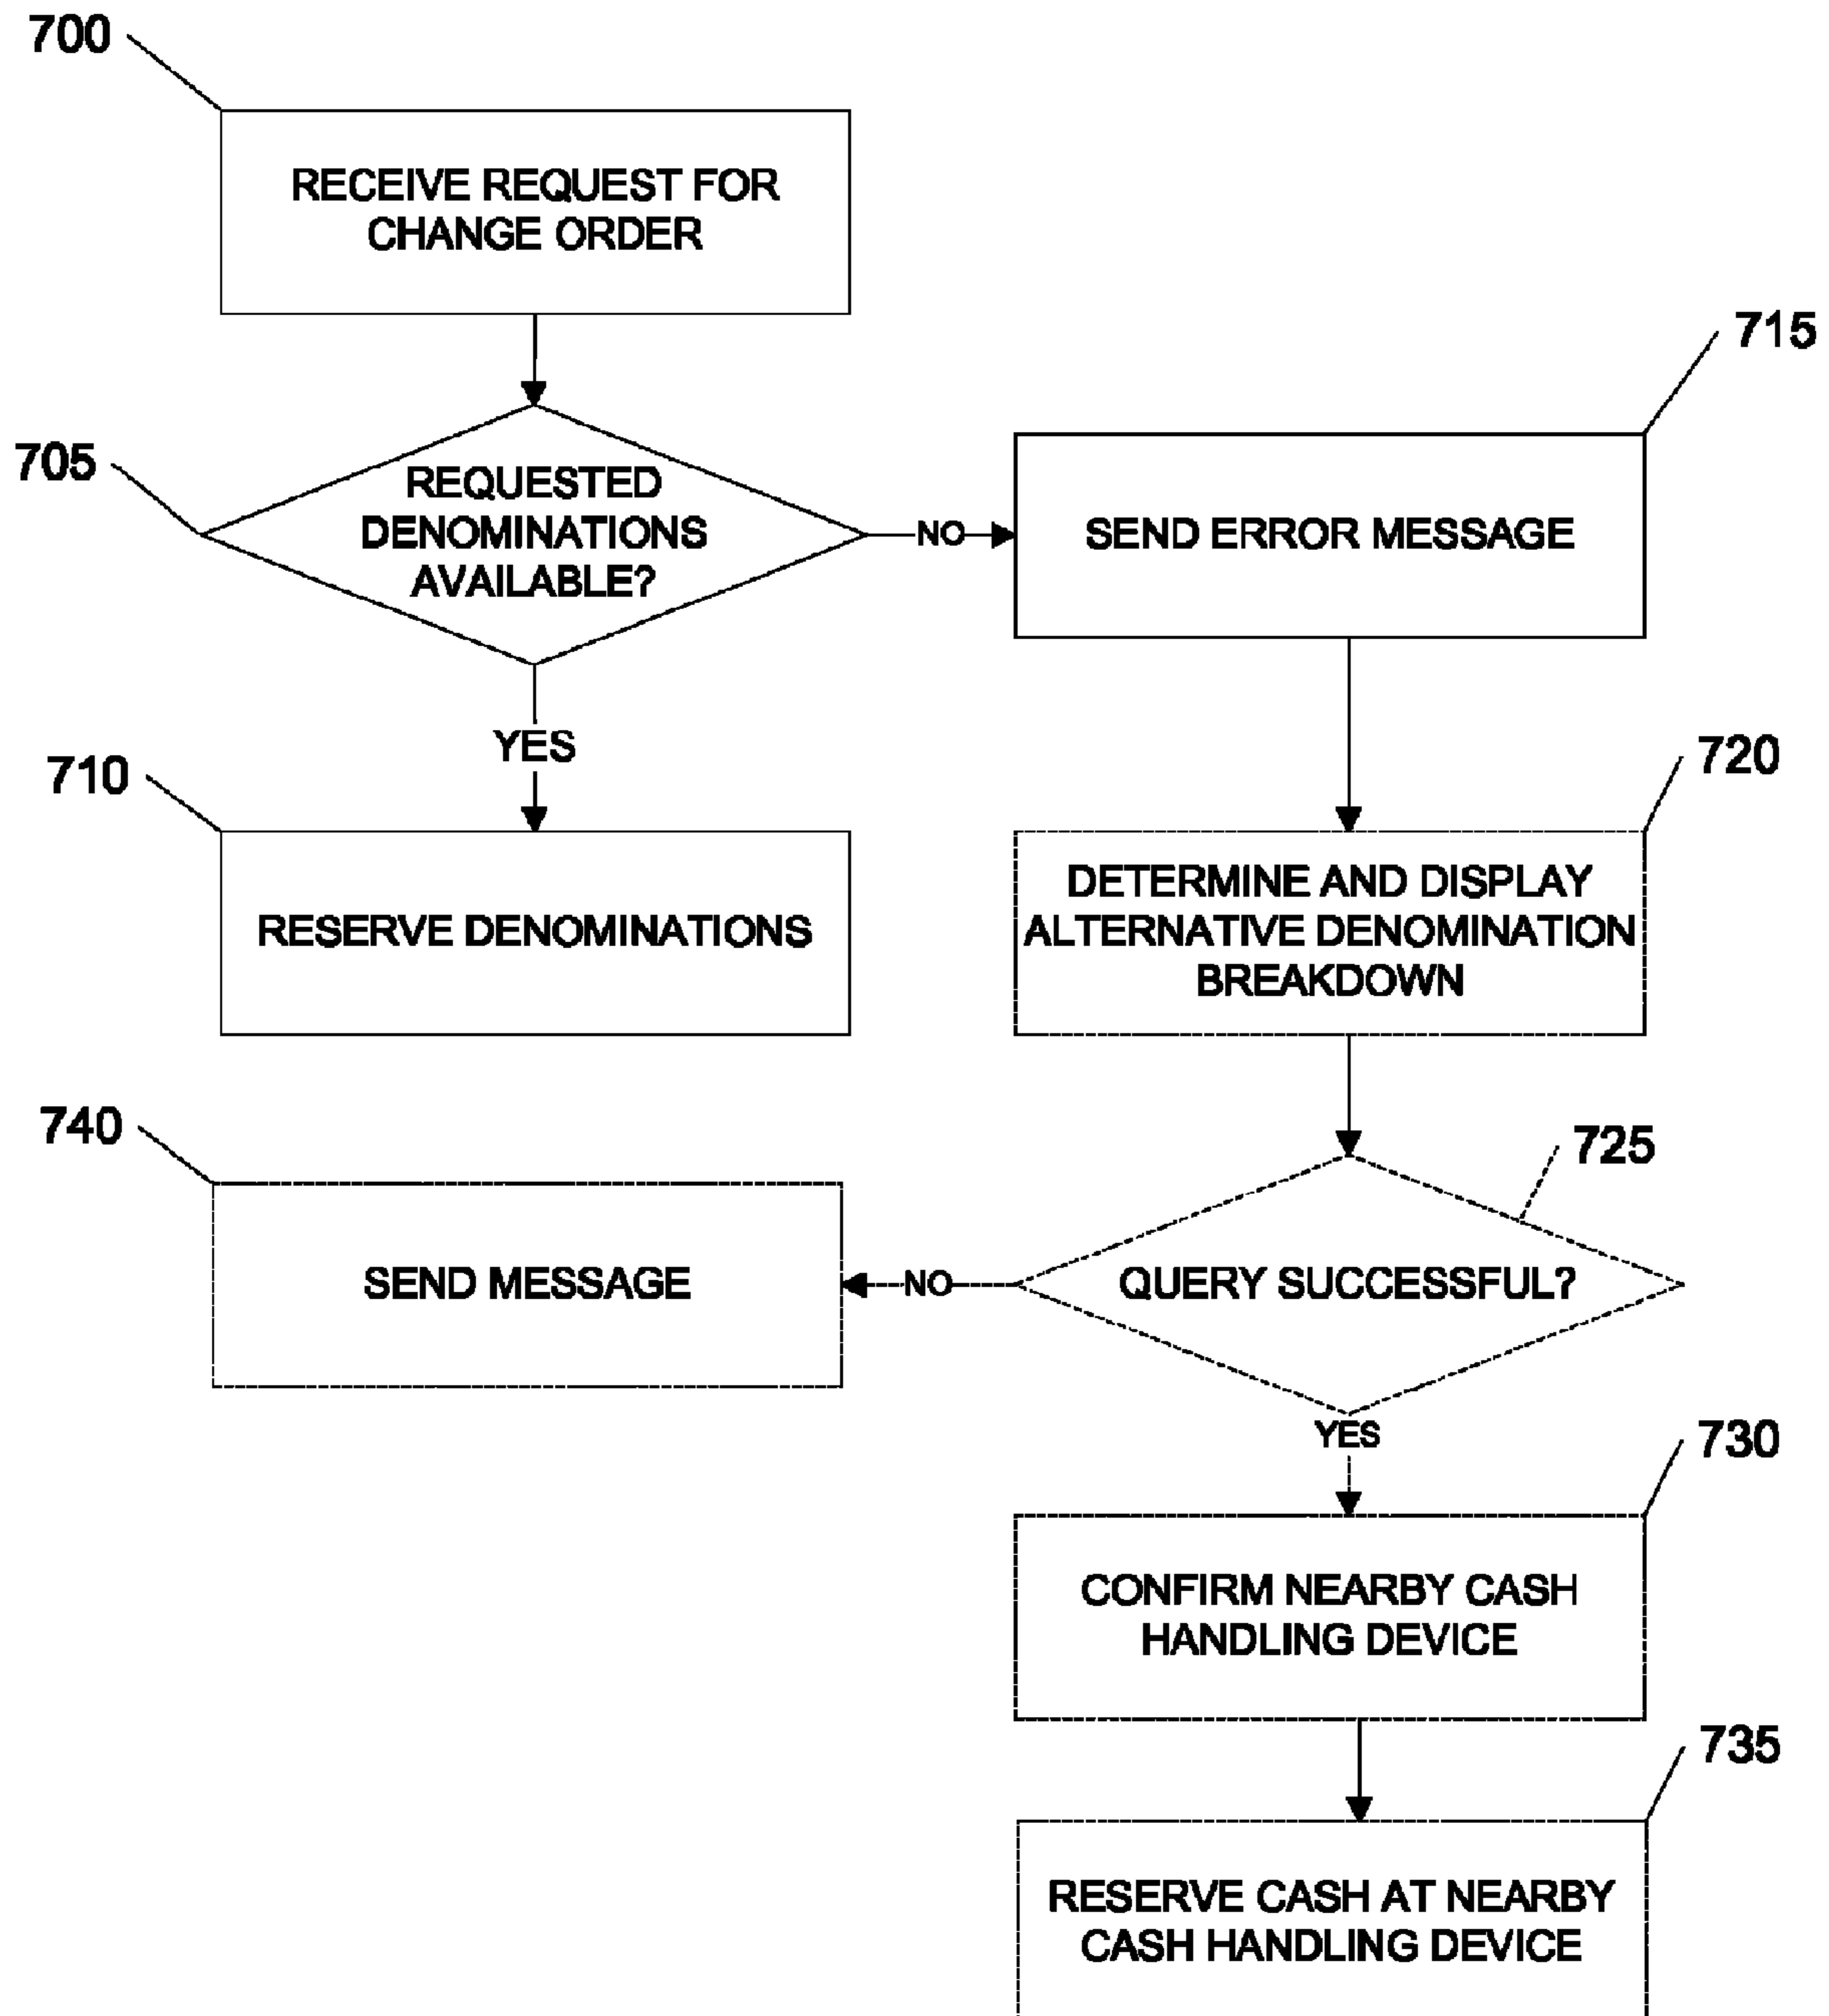 700
RECEIVE REQUEST FOR
CHANGE ORDER
715
705
REQUESTED
DENOMINATIONS
AVAILABLE?
NO
SEND ERROR MESSAGE
YES
710
720
RESERVE DENOMINATIONS
DETERMINE AND DISPLAY
ALTERNATIVE DENOMINATION
BREAKDOWN
740
725
SEND MESSAGE
NO
QUERY SUCCESSFUL?
YES
730
CONFIRM NEARBY CASH
HANDLING DEVICE
735
RESERVE CASH AT NEARBY
CASH HANDLING DEVICE